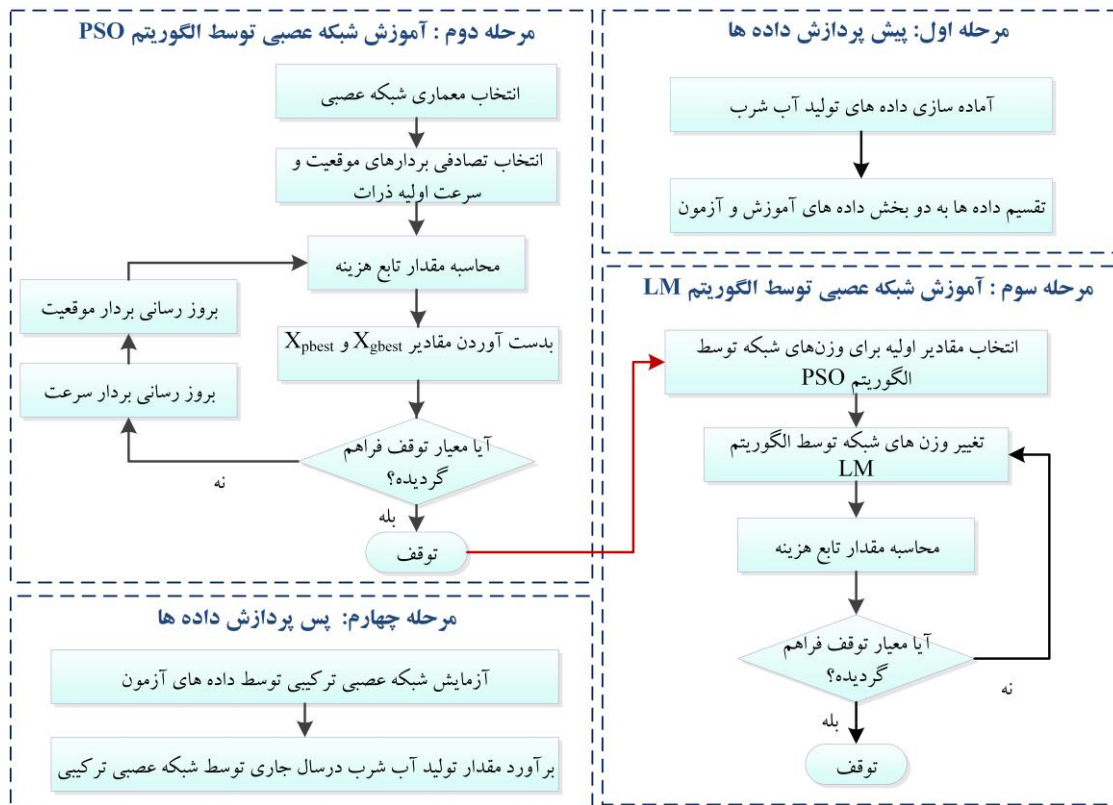 مرحله اول: پیش پردازش داده ها
آماده سازی داده های تولید آب شرب
تقسیم داده ها به دو بخش داده های آموزش و آزمون
مرحله دوم : آموزش شبکه عصبی توسط الگوریتم PSO
انتخاب معماری شبکه عصبی
انتخاب تصادفی بردارهای موقعیت و
سرعت اولیه ذرات
محاسبه مقدار تابع هزینه
بدست آوردن مقادیر Xgbest و Xpbest
آیا معیار توقف فراهم
گردیده؟
نه
بروز رسانی بردار سرعت
بروز رسانی بردار موقعیت
بله
توقف
مرحله سوم : آموزش شبکه عصبی توسط الگوریتم LM
انتخاب مقادیر اولیه برای وزن‌های شبکه توسط
الگوریتم PSO
تغییر وزن های شبکه توسط الگوریتم
LM
محاسبه مقدار تابع هزینه
آیا معیار توقف فراهم
گردیده؟
نه
بله
توقف
مرحله چهارم: پس پردازش داده ها
آزمایش شبکه عصبی ترکیبی توسط داده های آزمون
برآورد مقدار تولید آب شرب درسال جاری توسط شبکه عصبی ترکیبی